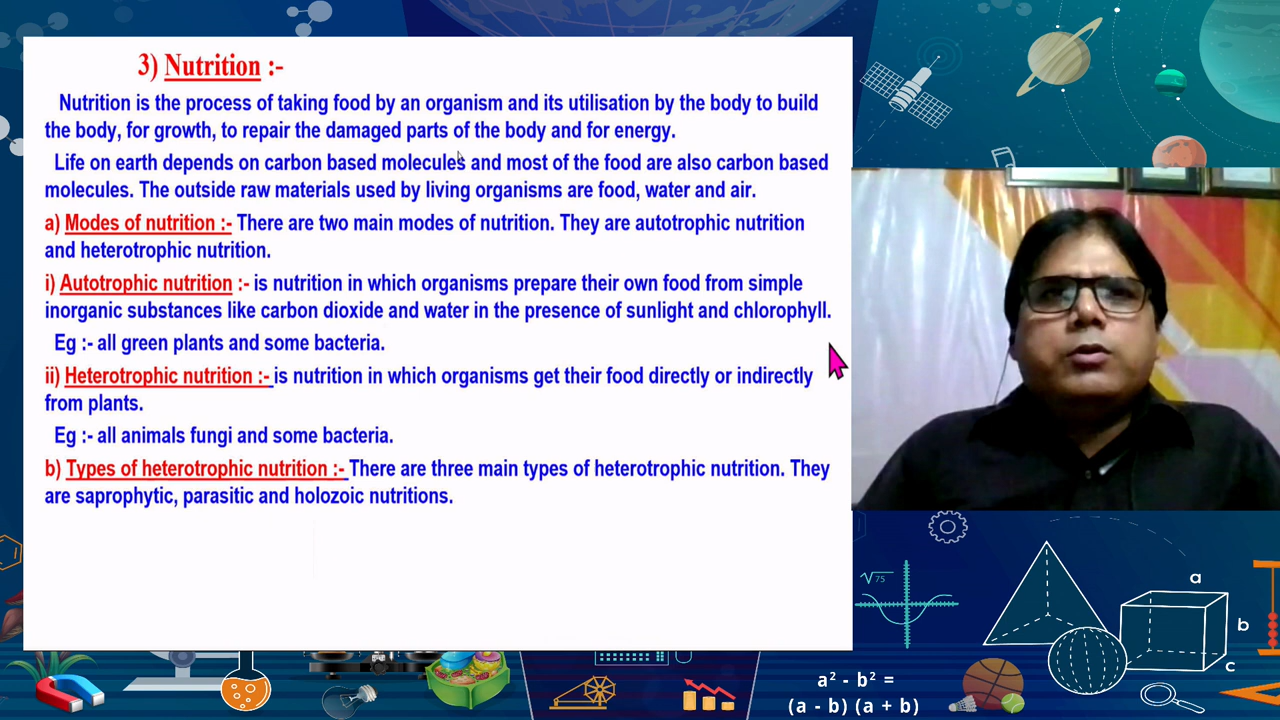 3) Nutrition :-
Nutrition is the process of taking food by an organism and its utilisation by the body to build
the body, for growth, to repair the damaged parts of the body and for energy.
Life on earth depends on carbon based molecules and most of the food are also carbon based
molecules. The outside raw materials used by living organisms are food, water and air.
a) Modes of nutrition :- There are two main modes of nutrition. They are autotrophic nutrition
and heterotrophic nutrition.
i) Autotrophic nutrition :- is nutrition in which organisms prepare their own food from simple
inorganic substances like carbon dioxide and water in the presence of sunlight and chlorophyll.
Eg :- all green plants and some bacteria.
ii) Heterotrophic nutrition :- is nutrition in which organisms get their food directly or indirectly
from plants.
Eg :- all animals fungi and some bacteria.
b) Types of heterotrophic nutrition :- There are three main types of heterotrophic nutrition. They
are saprophytic, parasitic and holozoic nutritions.
√75
a
b
c
a² - b² =
(a - b) (a + b)